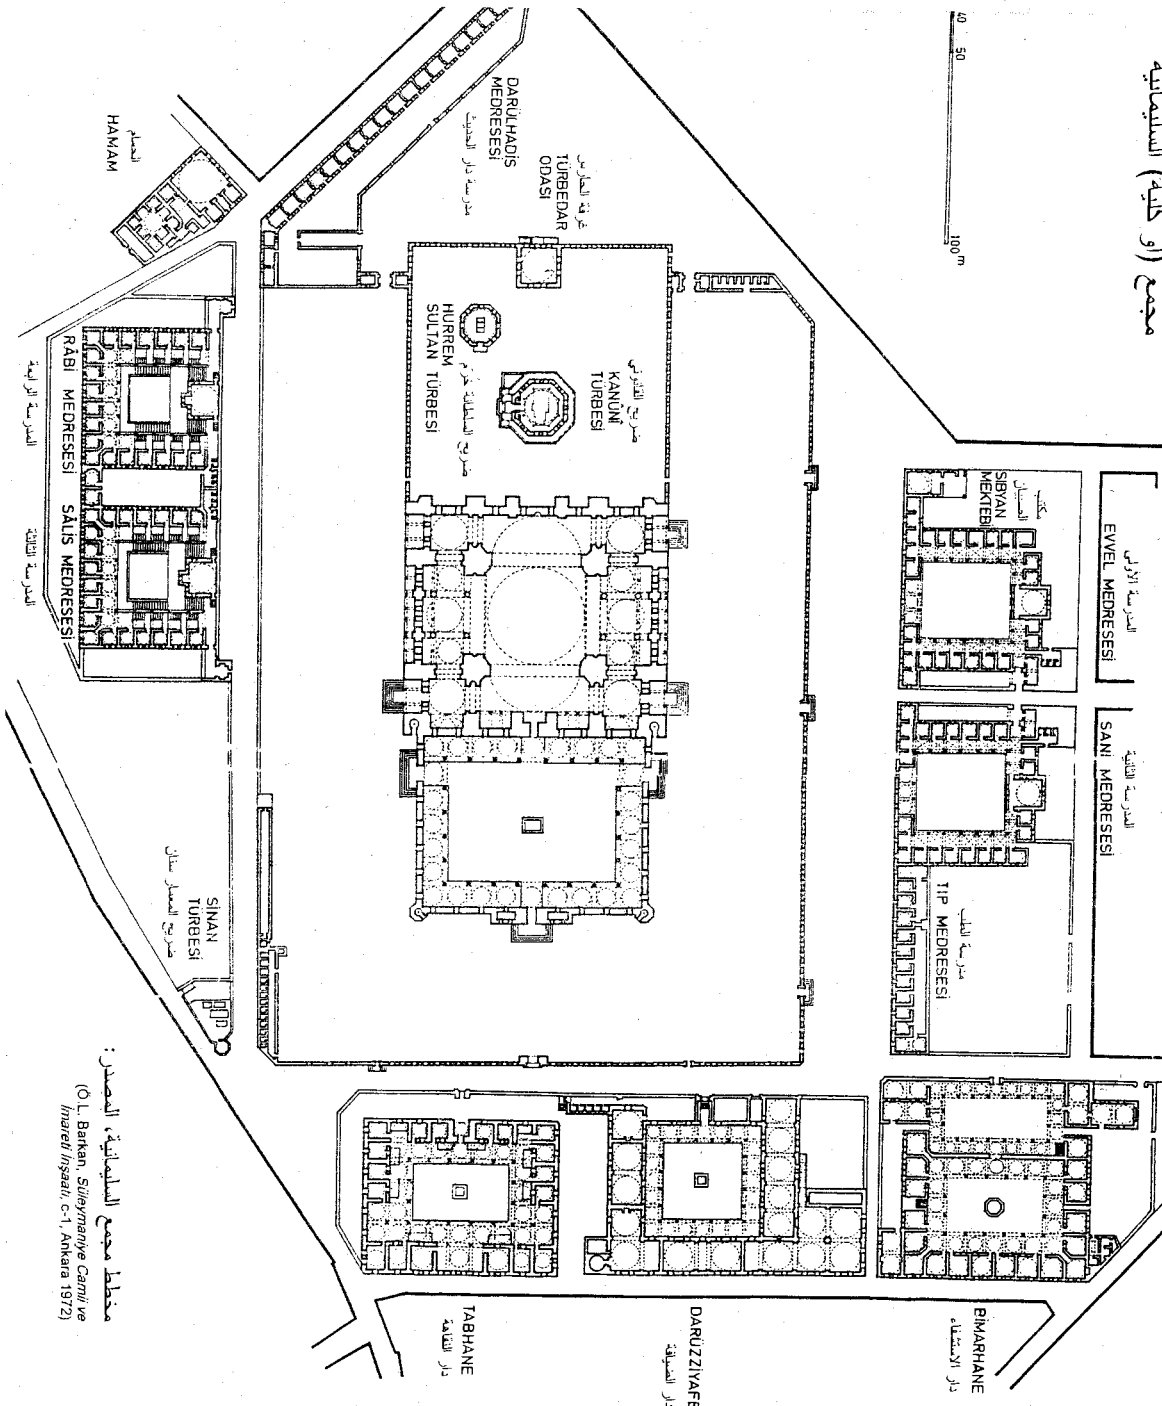 مجمع (او كلية) السليمانية
40 50 100 m
DARÜLHADİS
MEDRESESİ
مدرسة دار الحديث
غرفة الحارس
TÜRBEDAR
ODASI
الحمام
HAMAM
HURREM
SULTAN TÜRBESİ
ضريح السلطانة خرم
ضريح القانوني
KANÛNÎ
TÜRBESİ
RÂBİ MEDRESESİ
المدرسة الرابعة
SÂLİS MEDRESESİ
المدرسة الثالثة
مكتب
الصبيان
SIBYAN
MEKTEBİ
المدرسة الأولى
EVVEL MEDRESESİ
المدرسة الثانية
SANİ MEDRESESİ
مدرسة الطب
TIP MEDRESESİ
SİNAN
TÜRBESİ
ضريح المعمار سنان
TABHANE
دار النقاهة
DARÜZZİYAFE
دار الضيافة
BİMARHANE
دار الاستشفاء
مخطط مجمع السليمانية، المصدر:
(Ö.L. Barkan, Süleymaniye Camii ve
İmareti İnşaatı, c-1, Ankara 1972)